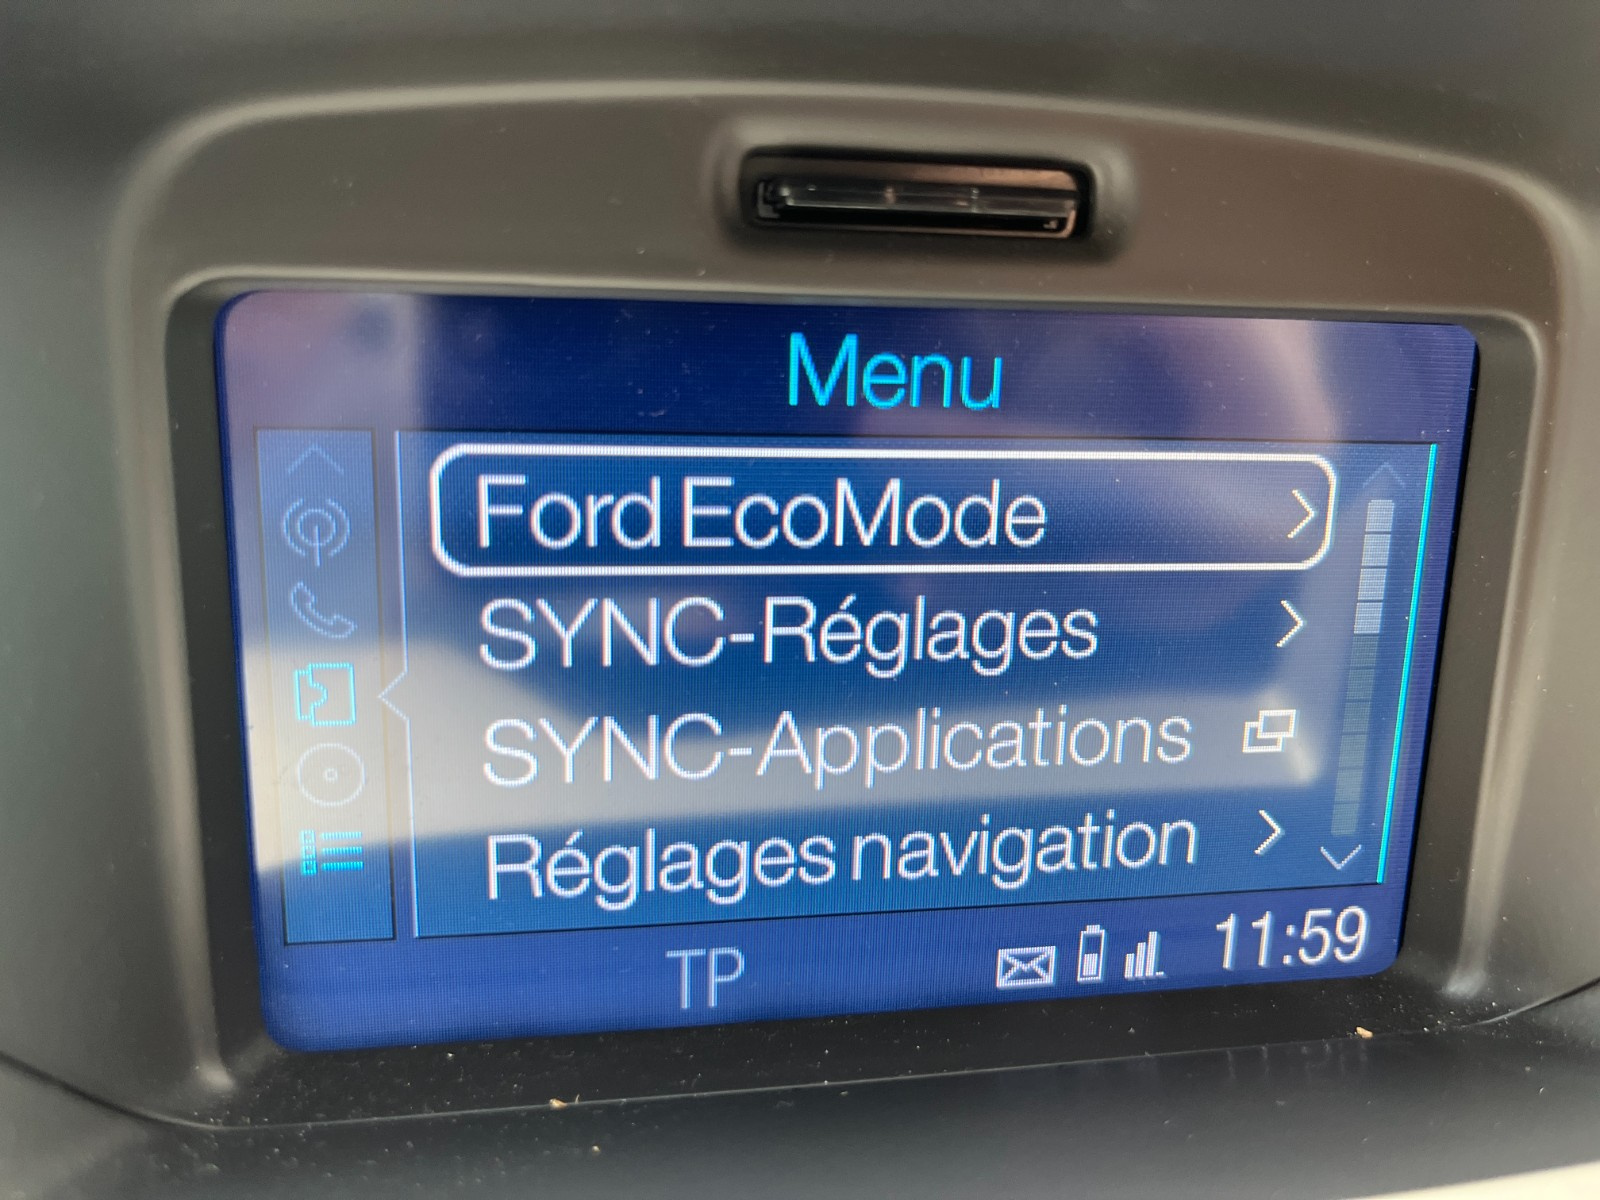 Menu
Ford EcoMode
SYNC-Réglages
SYNC-Applications
Réglages navigation
TP
11:59